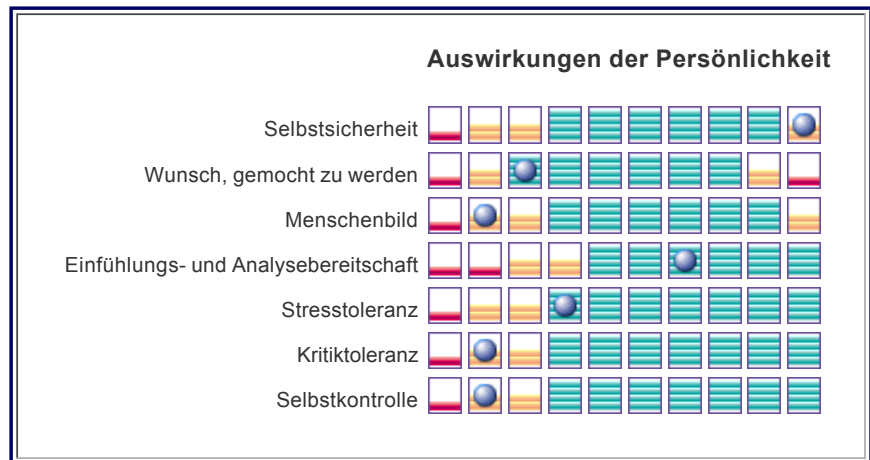 Auswirkungen der Persönlichkeit
Selbstsicherheit
Wunsch, gemocht zu werden
Menschenbild
Einfühlungs- und Analysebereitschaft
Stresstoleranz
Kritiktoleranz
Selbstkontrolle